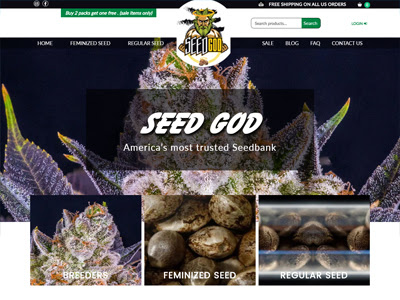 Buy 2 packs get one free . (sale items only)
FREE SHIPPING ON ALL US ORDERS
Search products...
Search
LOGIN
HOME
FEMINIZED SEED
REGULAR SEED
SEED GOD
SALE
BLOG
FAQ
CONTACT US
SEED GOD
America's most trusted Seedbank
BREEDERS
FEMINIZED SEED
REGULAR SEED